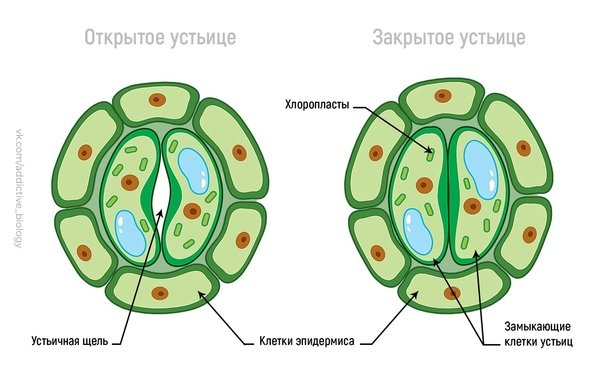 Открытое устьице
Закрытое устьице
Хлоропласты
vk.com/addictive_biology
Устьичная щель
Клетки эпидермиса
Замыкающие
клетки устьиц